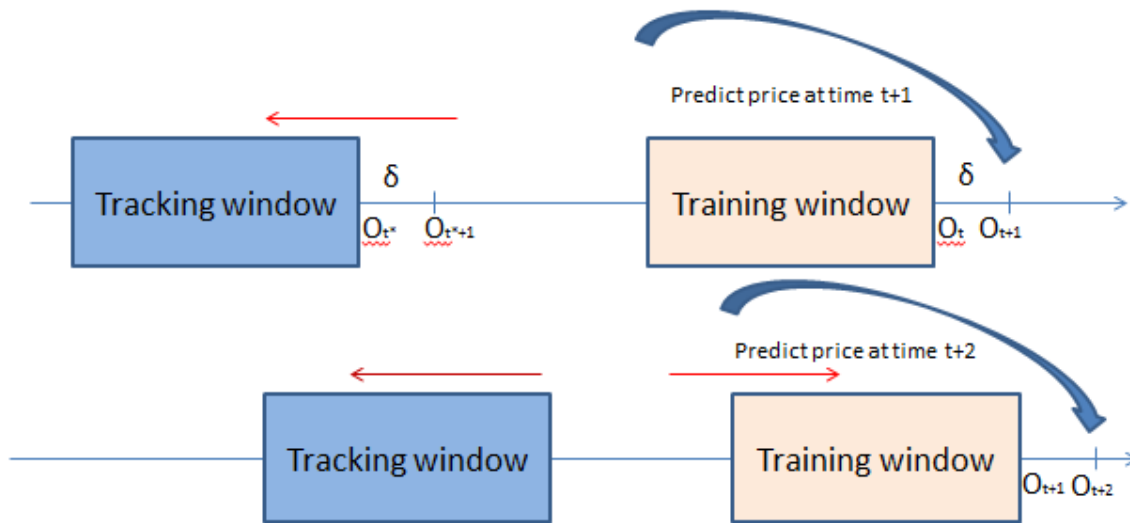 Predict price at time t+1
Tracking window δ Training window δ
Oₜ* Oₜ*₊₁ Oₜ Oₜ₊₁
Predict price at time t+2
Tracking window Training window
Oₜ₊₁ Oₜ₊₂